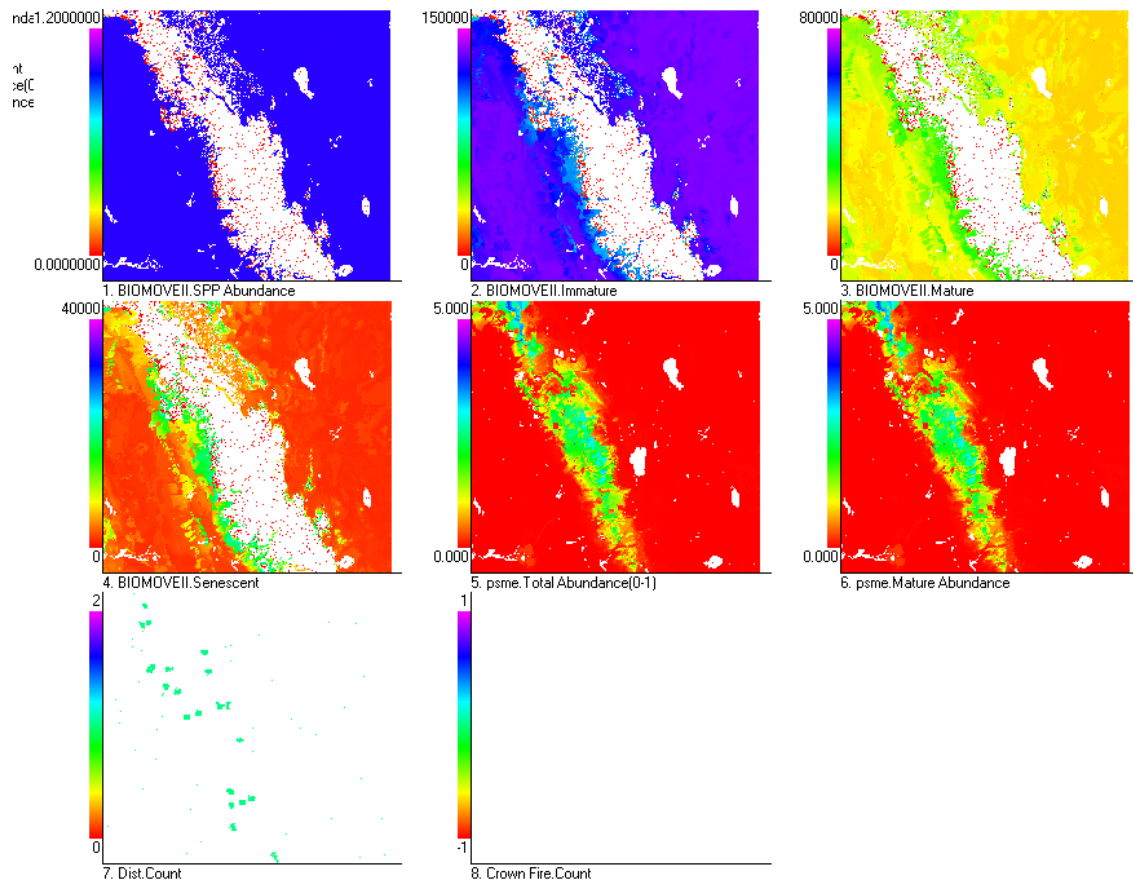 1.2000000
0.0000000
1. BIOMOVEII.SPP Abundance
150000
0
2. BIOMOVEII.Immature
80000
0
3. BIOMOVEII.Mature
40000
0
4. BIOMOVEII.Senescent
5.000
0.000
5. psme.Total Abundance(0-1)
5.000
0.000
6. psme.Mature Abundance
2
0
7. Dist.Count
1
-1
8. Crown Fire.Count